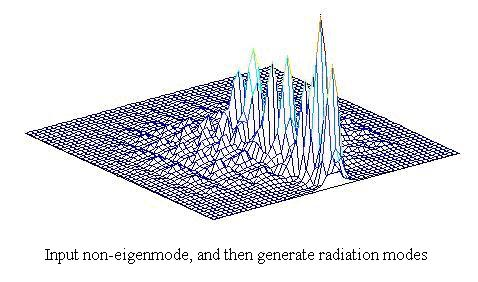 Input non-eigenmode, and then generate radiation modes